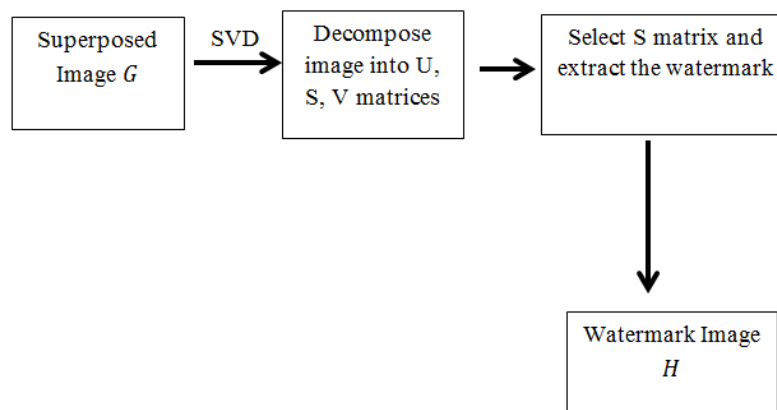 Superposed
Image G
SVD
Decompose
image into U,
S, V matrices
Select S matrix and
extract the watermark
Watermark Image
H